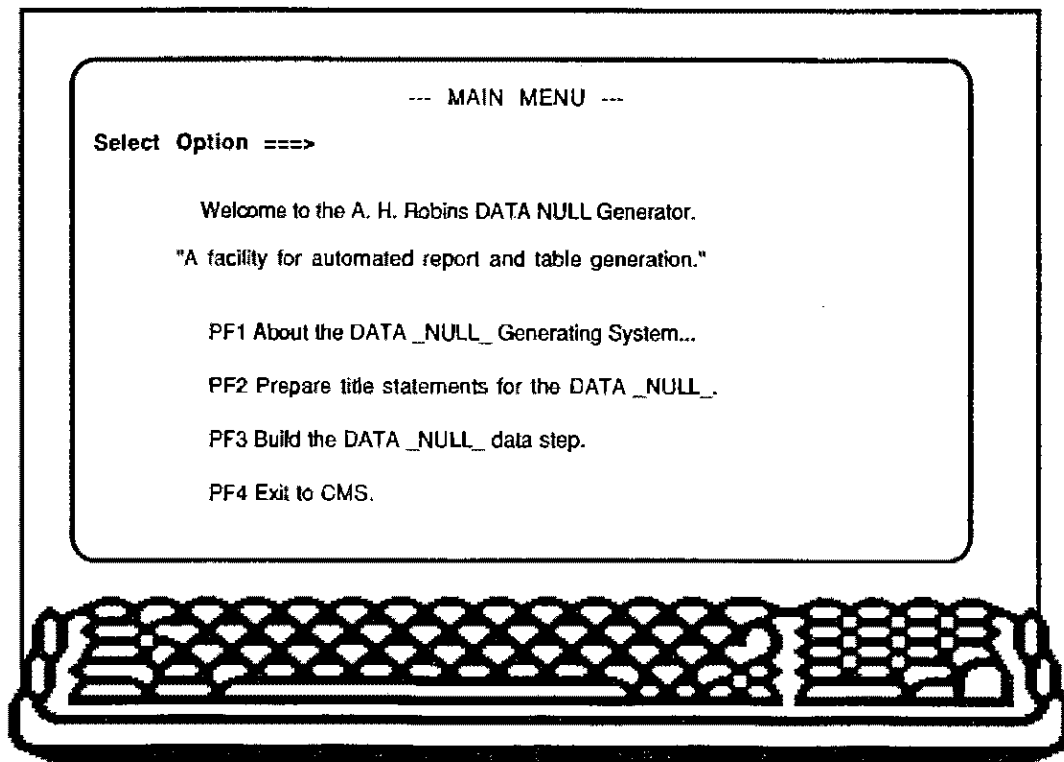 --- MAIN MENU ---
Select Option ===>
Welcome to the A. H. Robins DATA NULL Generator.
"A facility for automated report and table generation."
PF1 About the DATA _NULL_ Generating System...
PF2 Prepare title statements for the DATA _NULL_.
PF3 Build the DATA _NULL_ data step.
PF4 Exit to CMS.